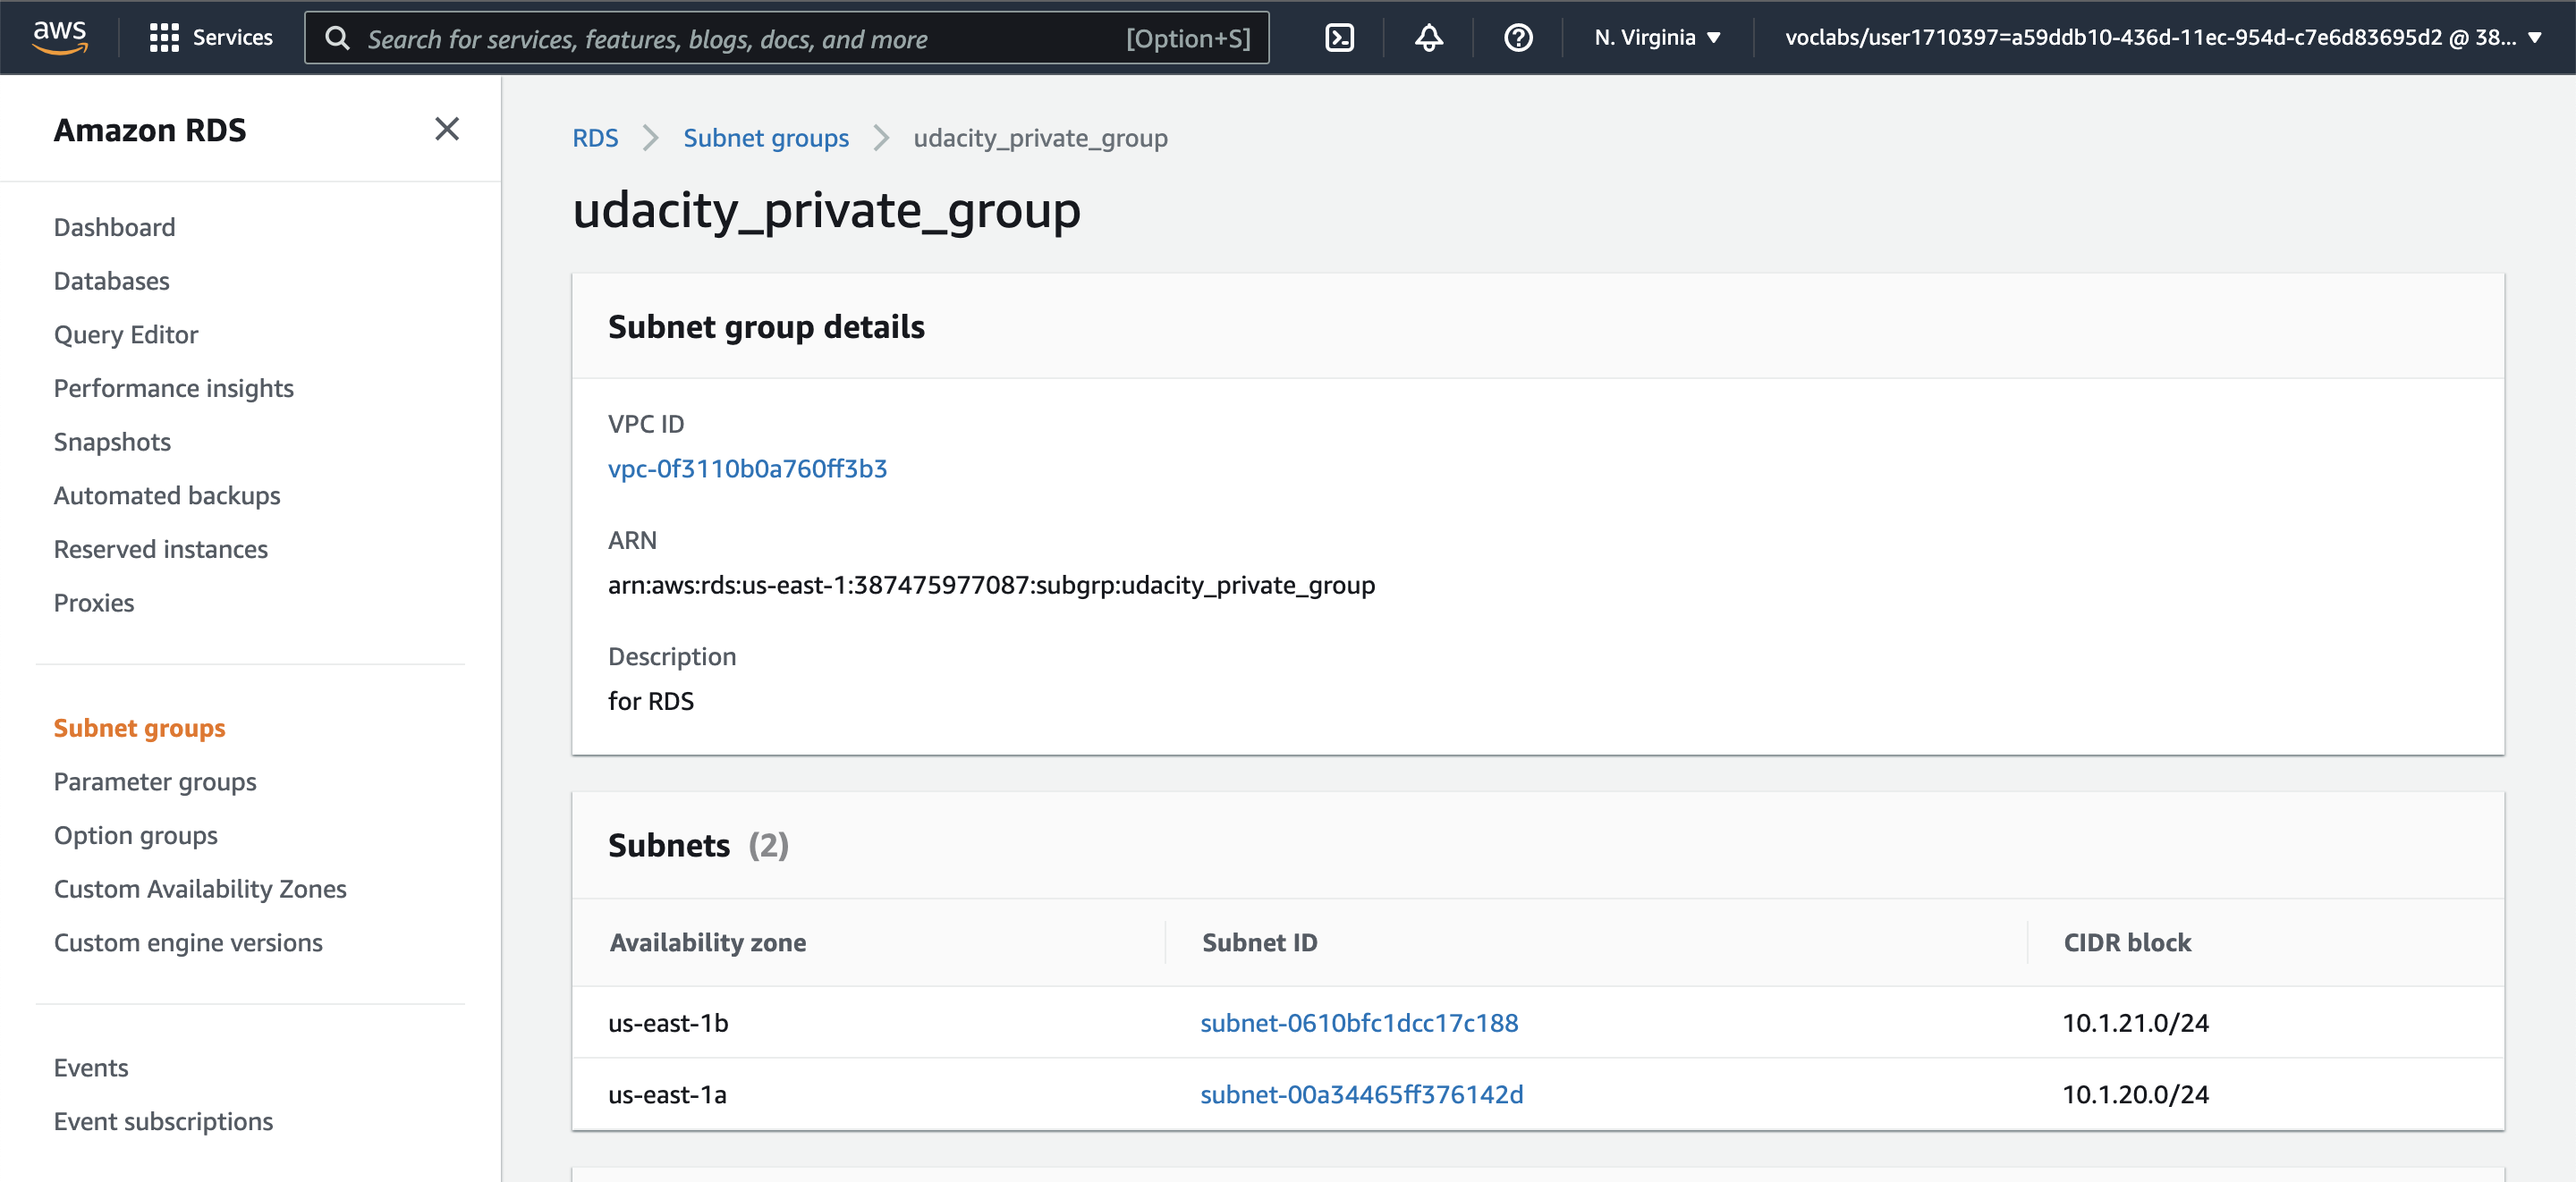 aws
Services
Search for services, features, blogs, docs, and more
[Option+S]
N. Virginia
voclabs/user1710397=a59ddb10-436d-11ec-954d-c7e6d83695d2 @ 38...
Amazon RDS
Dashboard
Databases
Query Editor
Performance insights
Snapshots
Automated backups
Reserved instances
Proxies
Subnet groups
Parameter groups
Option groups
Custom Availability Zones
Custom engine versions
Events
Event subscriptions
RDS
Subnet groups
udacity_private_group
udacity_private_group
Subnet group details
VPC ID
vpc-0f3110b0a760ff3b3
ARN
arn:aws:rds:us-east-1:387475977087:subgrp:udacity_private_group
Description
for RDS
Subnets (2)
Availability zone Subnet ID CIDR block
us-east-1b subnet-0610bfc1dcc17c188 10.1.21.0/24
us-east-1a subnet-00a34465ff376142d 10.1.20.0/24